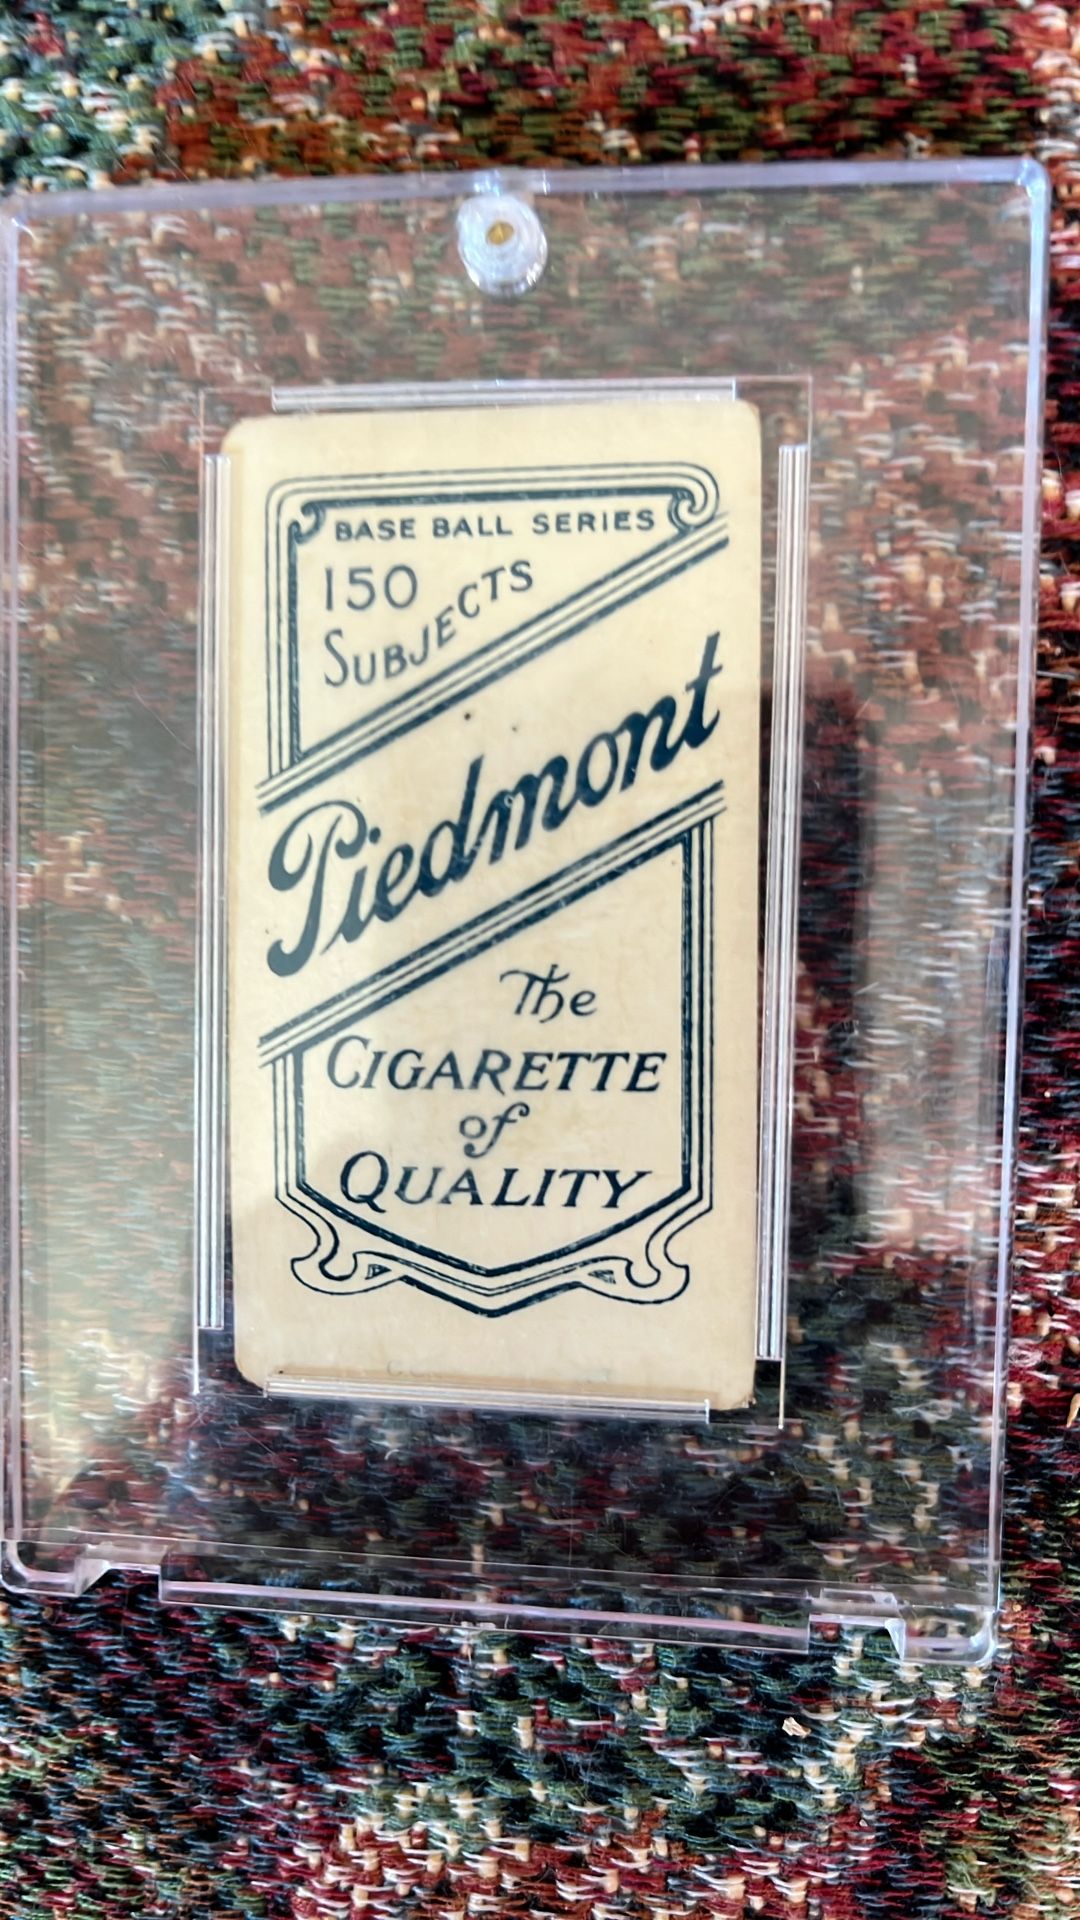 BASE BALL SERIES
150
SUBJECTS
Piedmont
The
CIGARETTE
of
QUALITY